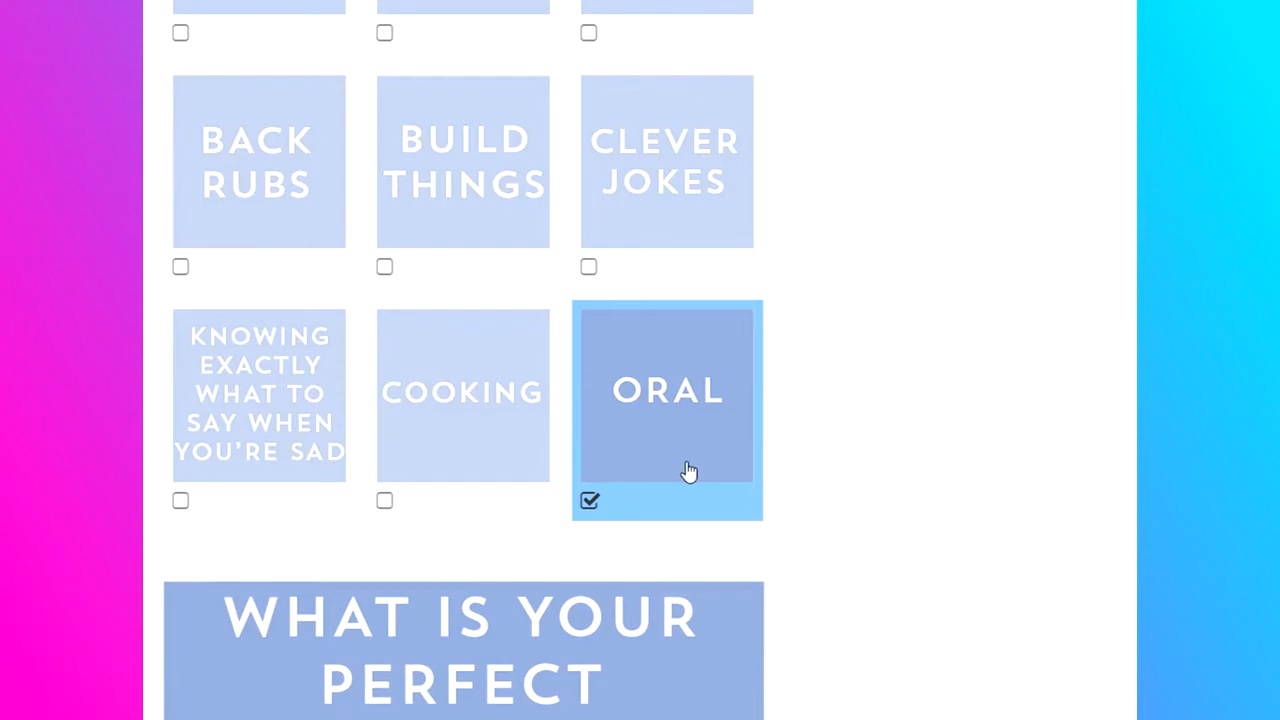 BACK
RUBS
BUILD
THINGS
CLEVER
JOKES
KNOWING
EXACTLY
WHAT TO
SAY WHEN
YOU'RE SAD
COOKING
ORAL
WHAT IS YOUR
PERFECT